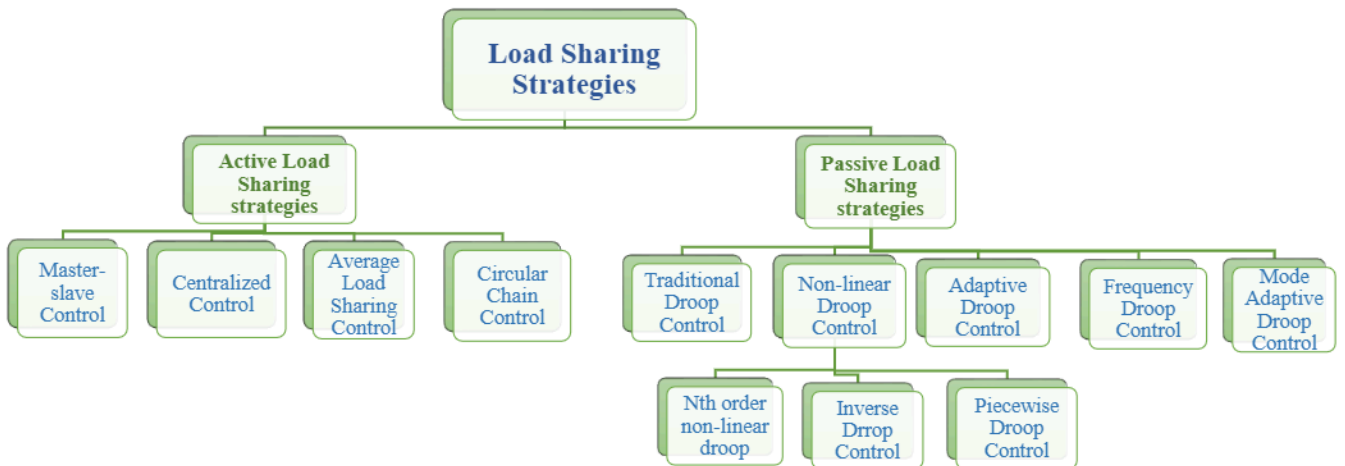 Load Sharing
Strategies
Active Load
Sharing
strategies
Passive Load
Sharing
strategies
Master-
slave
Control
Centralized
Control
Average
Load
Sharing
Control
Circular
Chain
Control
Traditional
Droop
Control
Non-linear
Droop
Control
Adaptive
Droop
Control
Frequency
Droop
Control
Mode
Adaptive
Droop
Control
Nth order
non-linear
droop
Inverse
Drrop
Control
Piecewise
Droop
Control